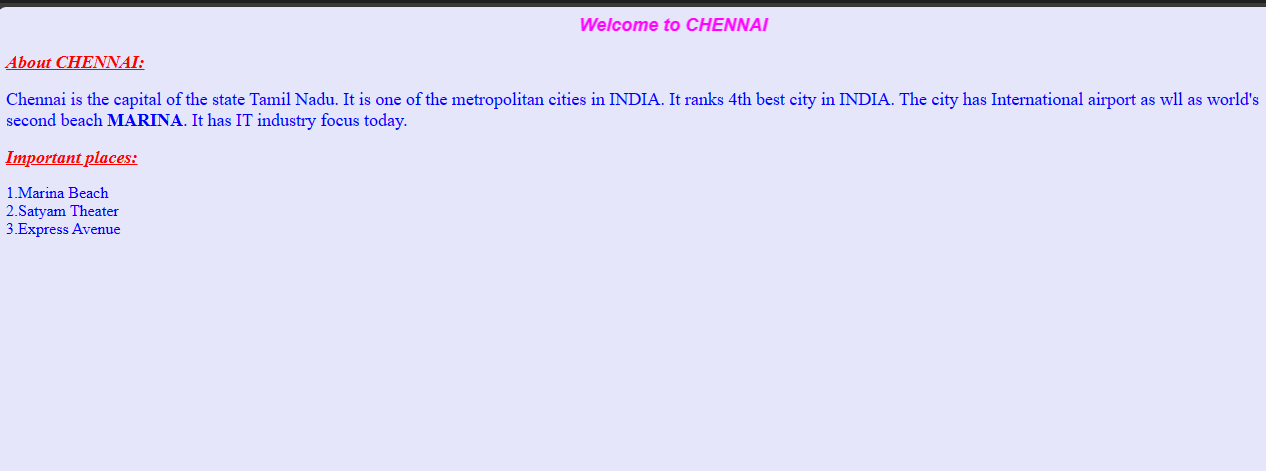 Welcome to CHENNAI
About CHENNAI:
Chennai is the capital of the state Tamil Nadu. It is one of the metropolitan cities in INDIA. It ranks 4th best city in INDIA. The city has International airport as wll as world's
second beach MARINA. It has IT industry focus today.
Important places:
1.Marina Beach
2.Satyam Theater
3.Express Avenue